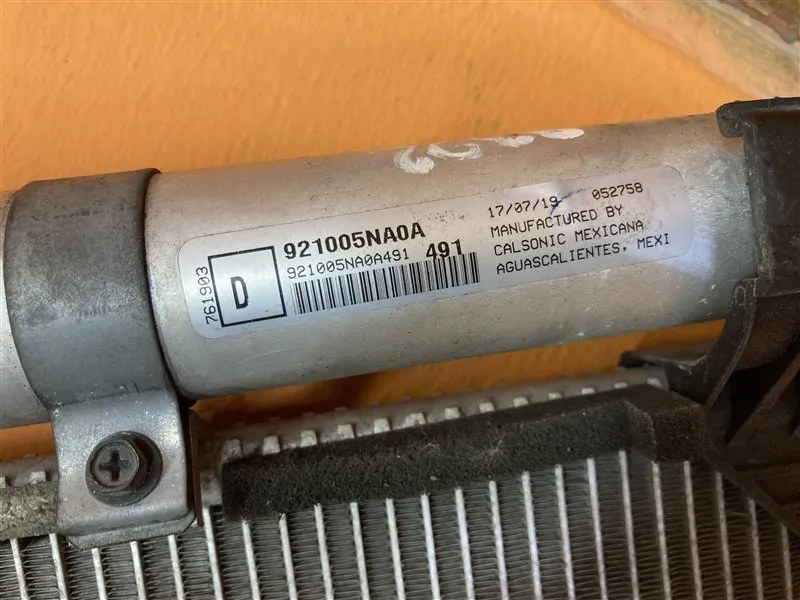 761903
D
921005NA0A
921005NA0A491 491
17/07/19 052758
MANUFACTURED BY
CALSONIC MEXICANA
AGUASCALIENTES, MEXI